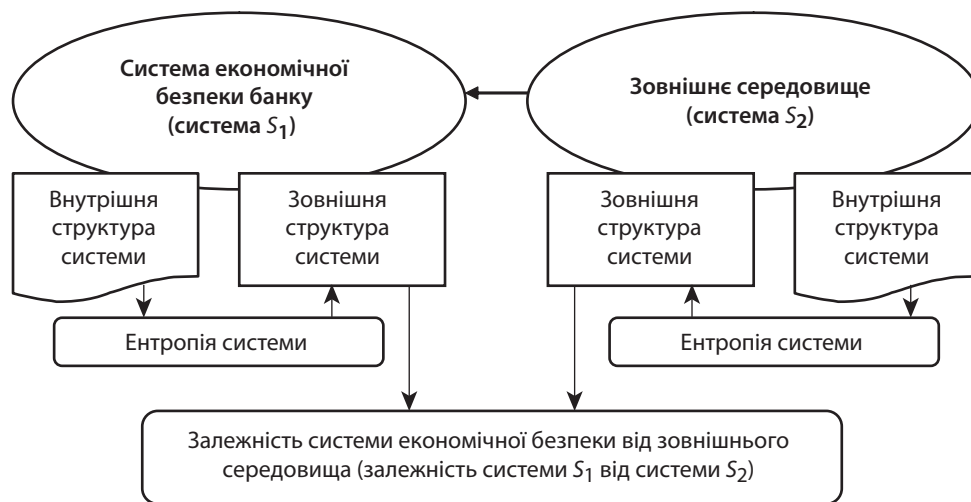 Система економічної
безпеки банку
(система S1)
Зовнішнє середовище
(система S2)
Внутрішня
структура
системи
Зовнішня
структура
системи
Зовнішня
структура
системи
Внутрішня
структура
системи
Ентропія системи
Ентропія системи
Залежність системи економічної безпеки від зовнішнього
середовища (залежність системи S1 від системи S2)